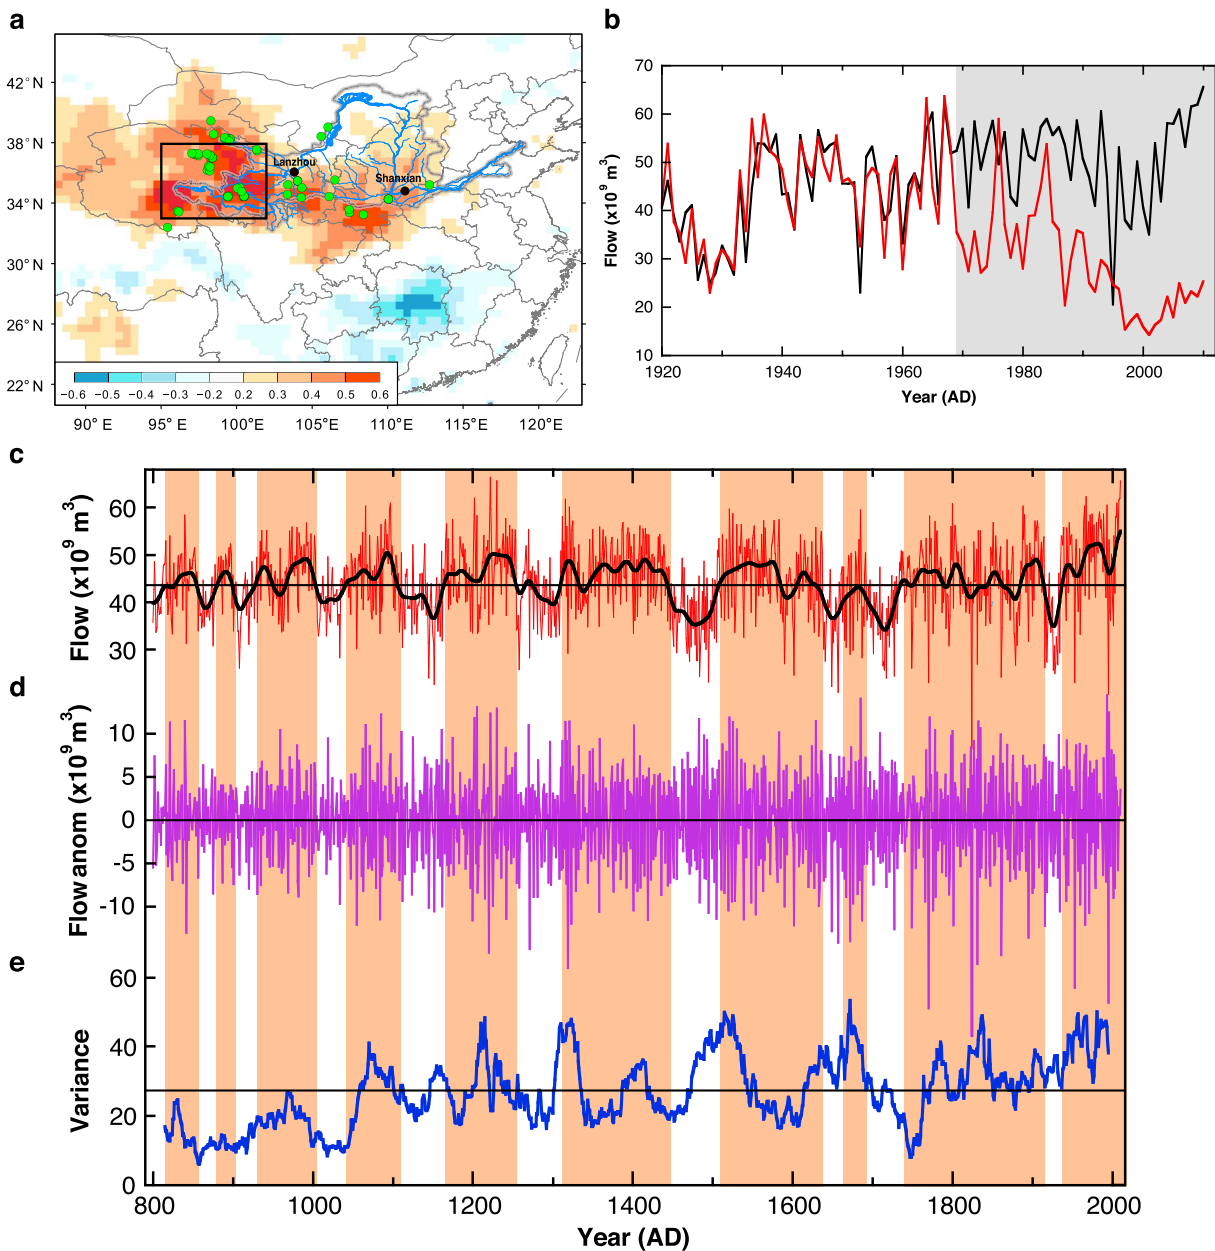 a
42° N
38° N
34° N
30° N
26° N
22° N
Lanzhou
Shanxian
−0.6 −0.5 −0.4 −0.3 −0.2 0.2 0.3 0.4 0.5 0.6
90° E 95° E 100° E 105° E 110° E 115° E 120° E
b
Flow (x10⁹ m³)
70
60
50
40
30
20
10
1920 1940 1960 1980 2000
Year (AD)
c
Flow (x10⁹ m³)
60
50
40
30
d
Flow anom (x10⁹ m³)
10
5
0
-5
-10
e
Variance
60
40
20
0
800 1000 1200 1400 1600 1800 2000
Year (AD)